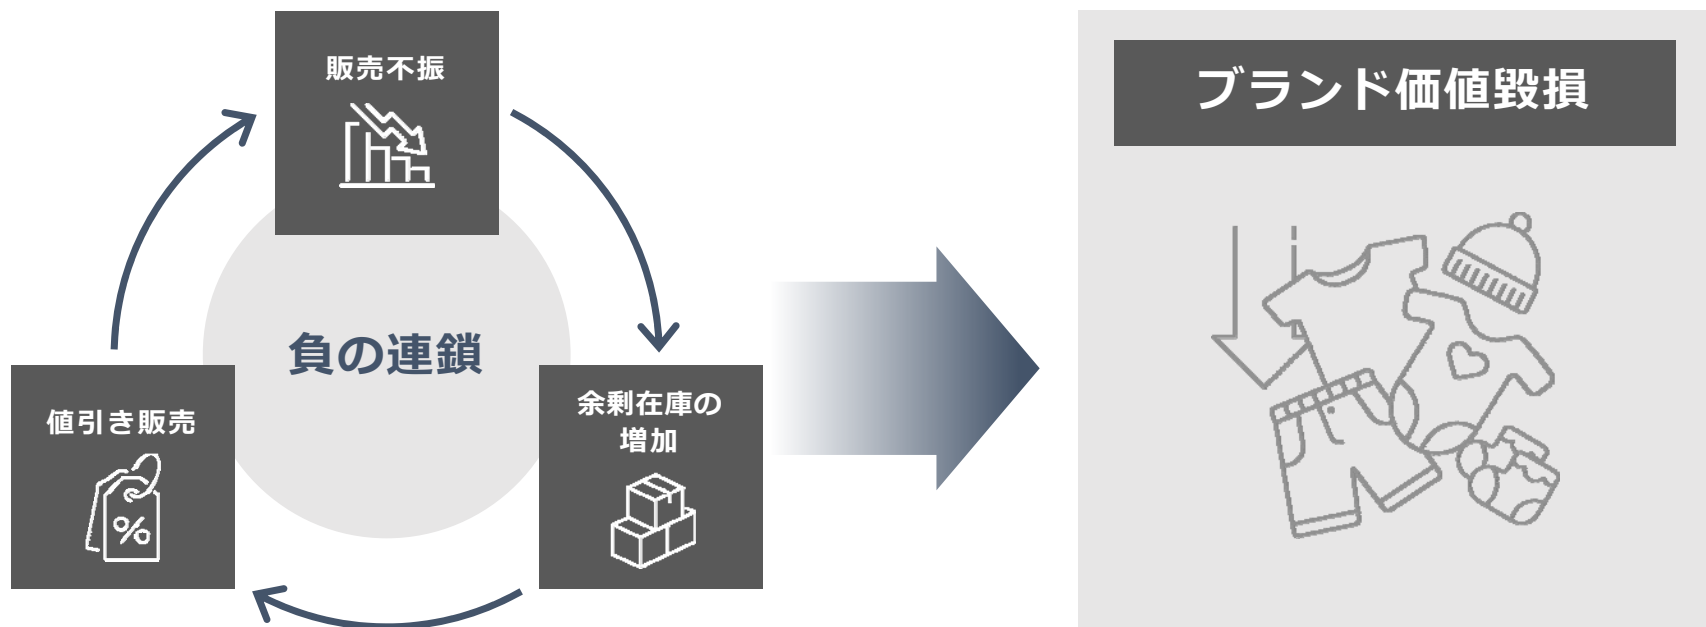 販売不振
ブランド価値毀損
負の連鎖
値引き販売
余剰在庫の
増加
%